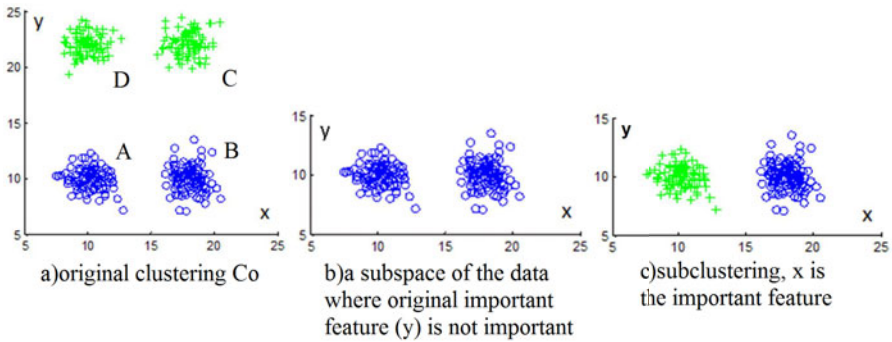 y
25
20
15
10
5
D
C
A
B
x
5
10
15
20
25
a)original clustering Co
15
y
10
5
x
5
10
15
20
25
b)a subspace of the data
where original important
feature (y) is not important
15
y
10
5
x
5
10
15
20
25
c)subclustering, x is
the important feature